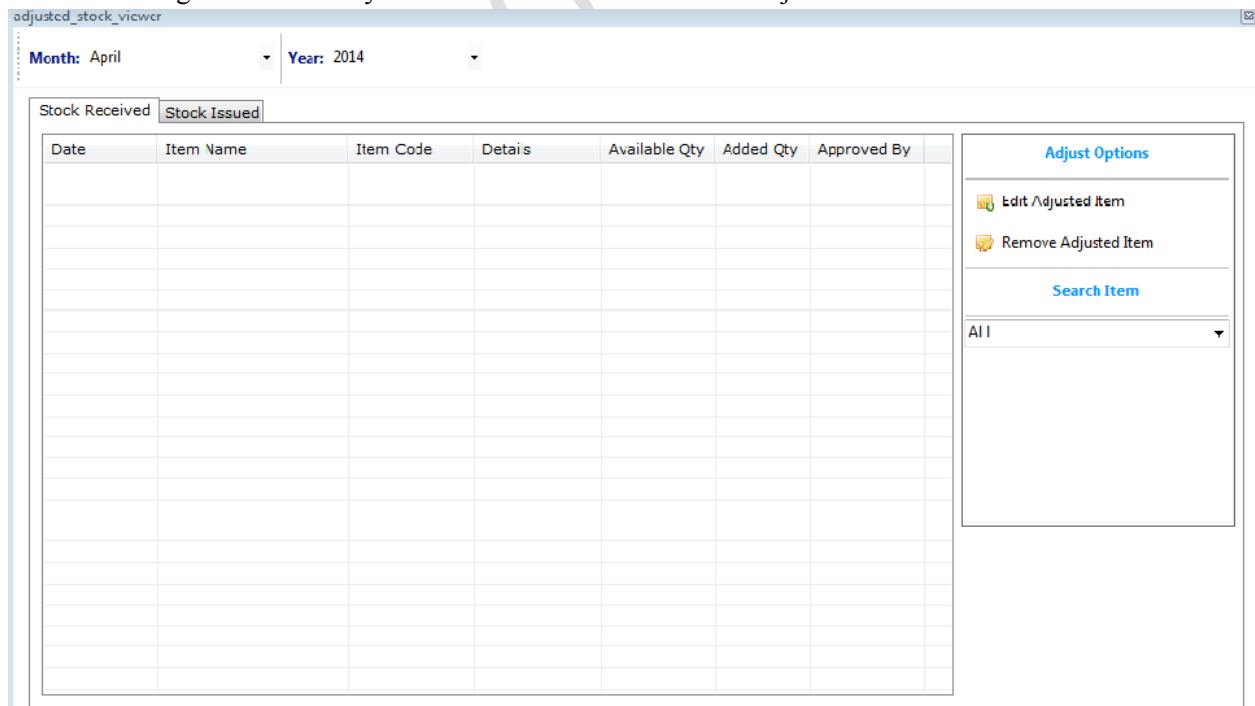 adjusted_stock_viewer
Month: April Year: 2014
Stock Received Stock Issued
Date Item Name Item Code Details Available Qty Added Qty Approved By
Adjust Options
Edit Adjusted Item
Remove Adjusted Item
Search Item
All